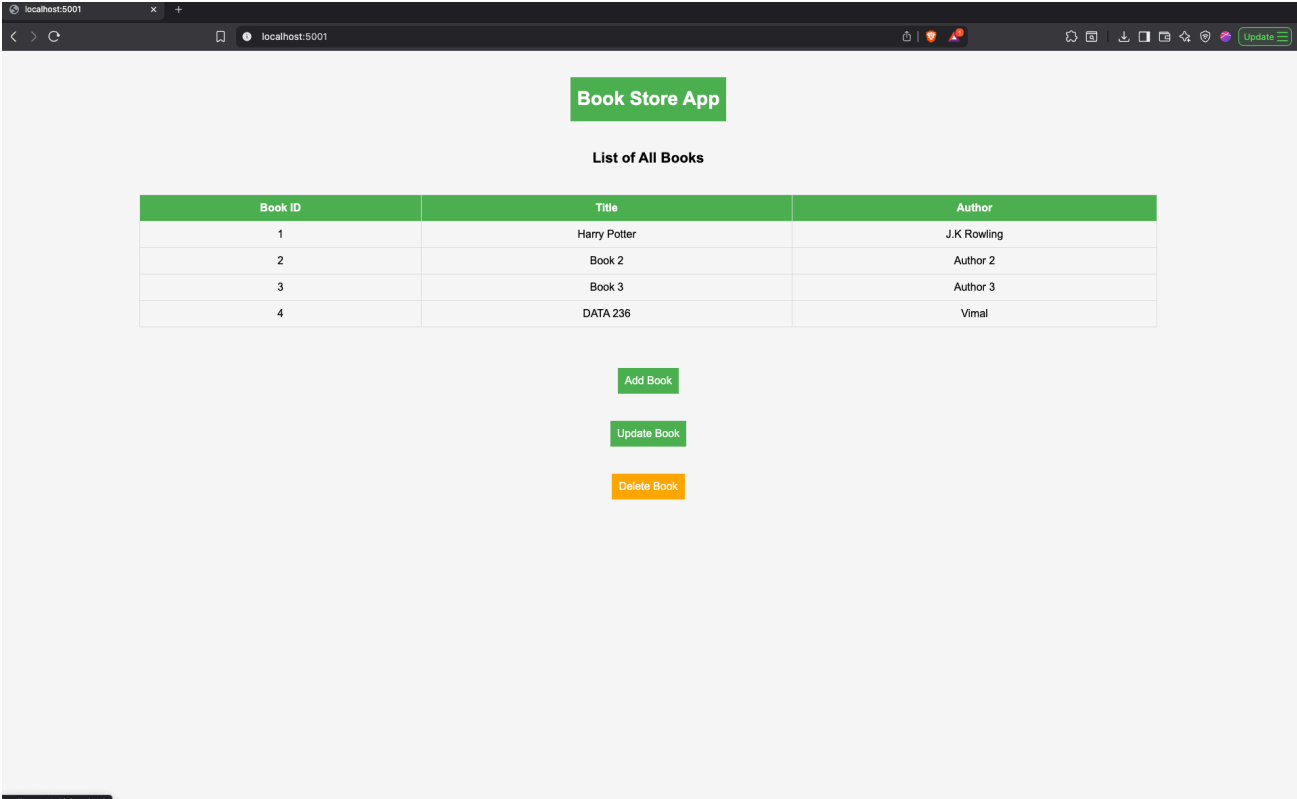 localhost:5001
localhost:5001
1
Update
Book Store App
List of All Books
Book ID Title Author
1 Harry Potter J.K Rowling
2 Book 2 Author 2
3 Book 3 Author 3
4 DATA 236 Vimal
Add Book
Update Book
Delete Book